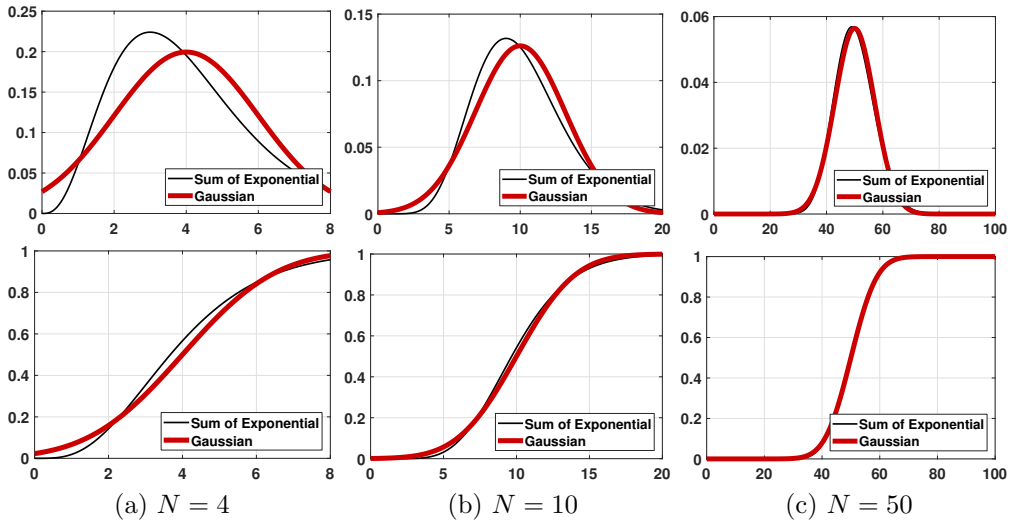 0.25
0.2
0.15
0.1
0.05
0
0 2 4 6 8
Sum of Exponential
Gaussian
0.15
0.1
0.05
0
0 5 10 15 20
Sum of Exponential
Gaussian
0.06
0.04
0.02
0
0 20 40 60 80 100
Sum of Exponential
Gaussian
1
0.8
0.6
0.4
0.2
0
0 2 4 6 8
Sum of Exponential
Gaussian
1
0.8
0.6
0.4
0.2
0
0 5 10 15 20
Sum of Exponential
Gaussian
1
0.8
0.6
0.4
0.2
0
0 20 40 60 80 100
Sum of Exponential
Gaussian
(a) N = 4
(b) N = 10
(c) N = 50